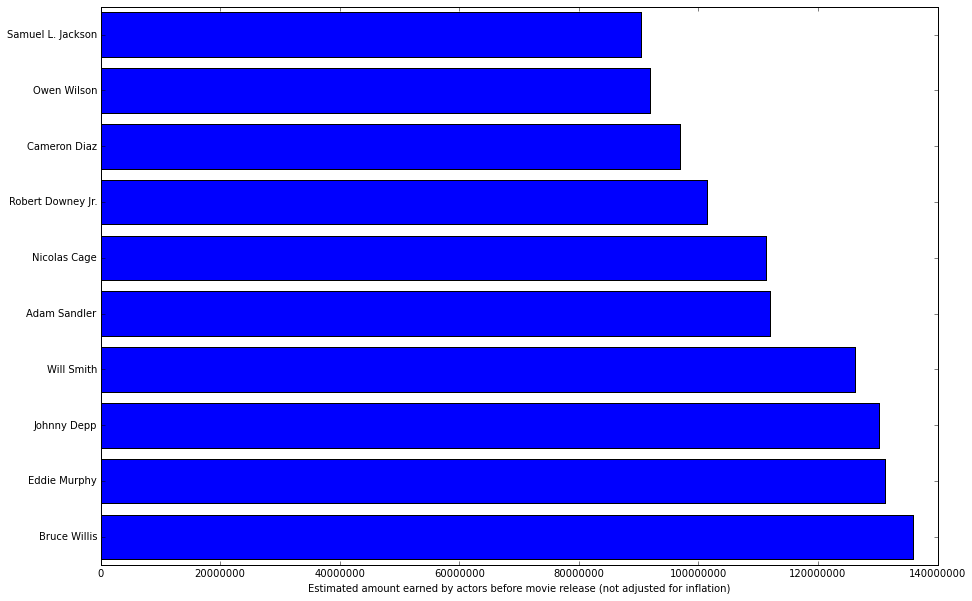 Samuel L. Jackson
Owen Wilson
Cameron Diaz
Robert Downey Jr.
Nicolas Cage
Adam Sandler
Will Smith
Johnny Depp
Eddie Murphy
Bruce Willis
0 20000000 40000000 60000000 80000000 100000000 120000000 140000000
Estimated amount earned by actors before movie release (not adjusted for inflation)